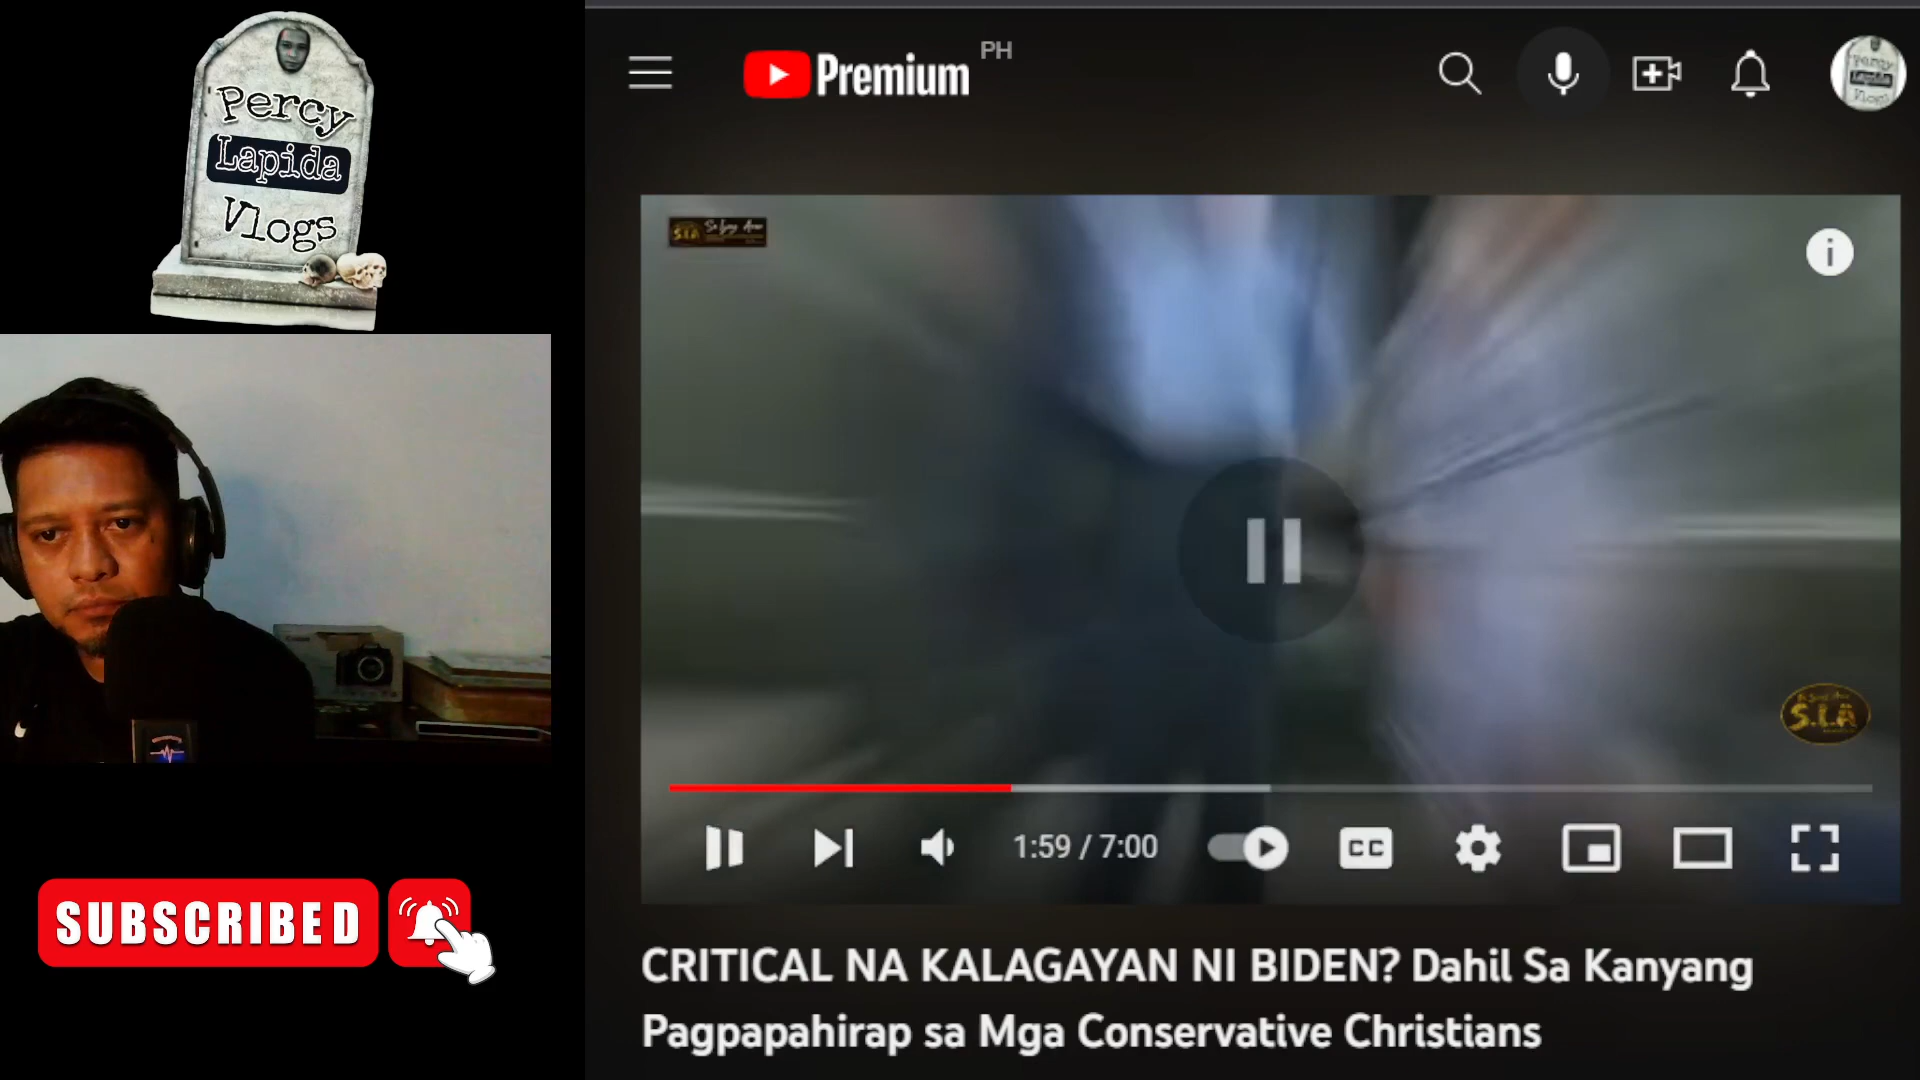 Percy
Lapida
Vlogs
Premium PH
S.I.A
S.I.A
1:59 / 7:00
CC
CRITICAL NA KALAGAYAN NI BIDEN? Dahil Sa Kanyang
Pagpapahirap sa Mga Conservative Christians
SUBSCRIBED